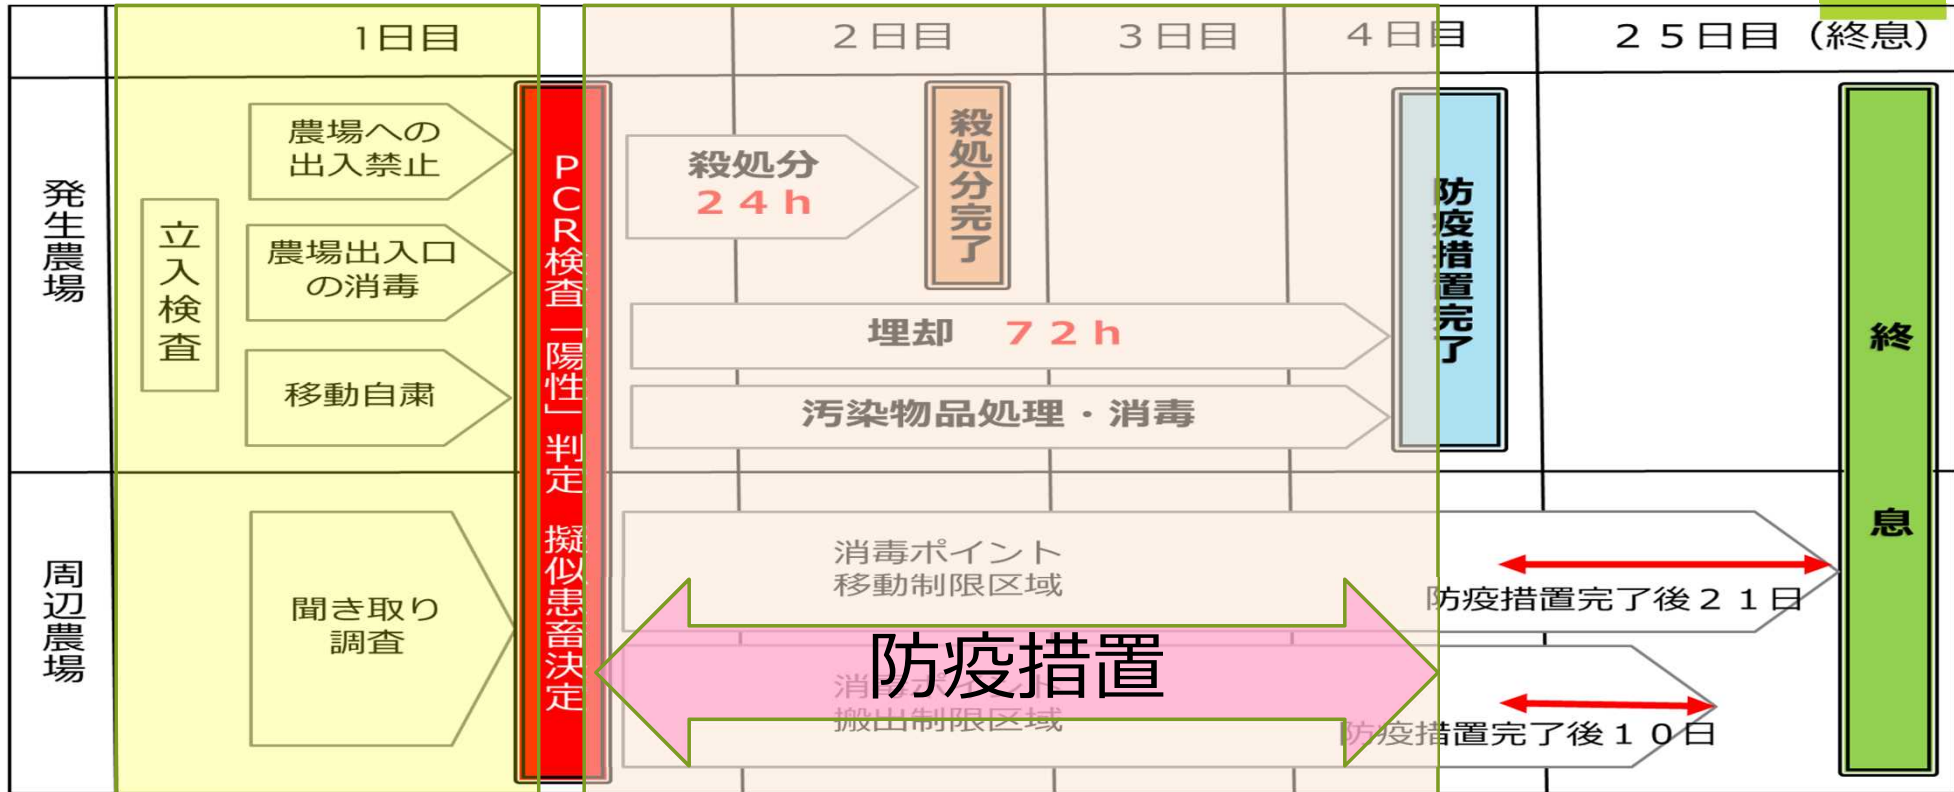 1日目
２日目
３日目
４日目
２５日目（終息）
発生農場
立入検査
農場への
出入禁止
農場出入口
の消毒
移動自粛
ＰＣＲ検査「陽性」判定　擬似患畜決定
殺処分
２４ｈ
殺処分完了
埋却　７２ｈ
汚染物品処理・消毒
防疫措置完了
終息
周辺農場
聞き取り
調査
消毒ポイント
移動制限区域
防疫措置完了後２１日
防疫措置
消毒ポイント
搬出制限区域
防疫措置完了後１０日